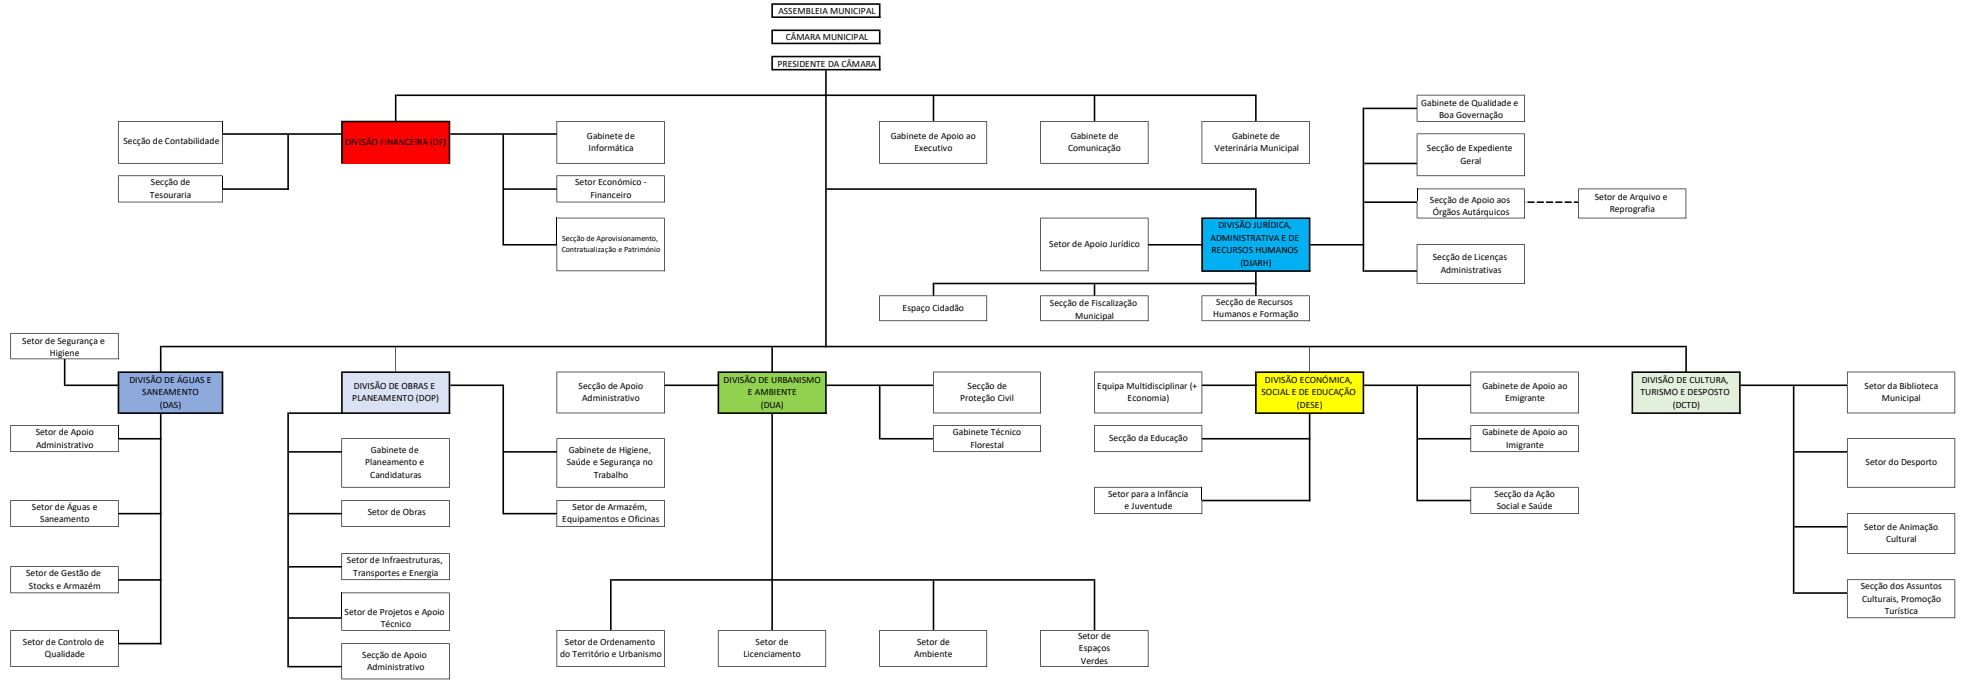 ASSEMBLEIA MUNICIPAL
CÂMARA MUNICIPAL
PRESIDENTE DA CÂMARA
Secção de Contabilidade
DIVISÃO FINANCEIRA (DF)
Gabinete de
Informática
Secção de
Tesouraria
Setor Económico -
Financeiro
Secção de Aprovisionamento,
Contratualização e Património
Gabinete de Apoio ao
Executivo
Gabinete de
Comunicação
Gabinete de
Veterinária Municipal
Gabinete de Qualidade e
Boa Governação
Secção de Expediente
Geral
Secção de Apoio aos
Órgãos Autárquicos
Setor de Arquivo e
Reprografia
Secção de Licenças
Administrativas
Setor de Apoio Jurídico
DIVISÃO JURÍDICA,
ADMINISTRATIVA E DE
RECURSOS HUMANOS
(DJARH)
Espaço Cidadão
Secção de Fiscalização
Municipal
Secção de Recursos
Humanos e Formação
Setor de Segurança e
Higiene
DIVISÃO DE ÁGUAS E
SANEAMENTO
(DAS)
Setor de Apoio
Administrativo
Setor de Águas e
Saneamento
Setor de Gestão de
Stocks e Armazém
Setor de Controlo de
Qualidade
DIVISÃO DE OBRAS E
PLANEAMENTO (DOP)
Gabinete de
Planeamento e
Candidaturas
Setor de Obras
Setor de Infraestruturas,
Transportes e Energia
Setor de Projetos e Apoio
Técnico
Secção de Apoio
Administrativo
Gabinete de Higiene,
Saúde e Segurança no
Trabalho
Setor de Armazém,
Equipamentos e Oficinas
Secção de Apoio
Administrativo
DIVISÃO DE URBANISMO
E AMBIENTE
(DUA)
Secção de
Proteção Civil
Gabinete Técnico
Florestal
Setor de Ordenamento
do Território e Urbanismo
Setor de
Licenciamento
Setor de
Ambiente
Setor de
Espaços
Verdes
Equipa Multidisciplinar (+
Economia)
DIVISÃO ECONÓMICA,
SOCIAL E DE EDUCAÇÃO
(DESE)
Gabinete de Apoio ao
Emigrante
Secção da Educação
Gabinete de Apoio ao
Imigrante
Setor para a Infância
e Juventude
Secção da Ação
Social e Saúde
DIVISÃO DE CULTURA,
TURISMO E DESPOSTO
(DCTD)
Setor da Biblioteca
Municipal
Setor do Desporto
Setor de Animação
Cultural
Secção dos Assuntos
Culturais, Promoção
Turística